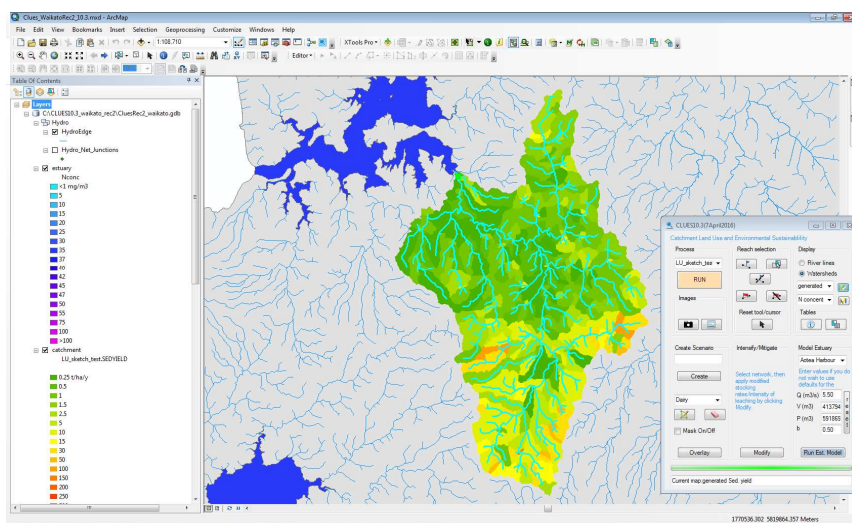 Clues_WaikatoRec2_10.3.mxd - ArcMap
File Edit View Bookmarks Insert Selection Geoprocessing Customize Windows Help
1:108.710
XTools Pro
Editor
Table Of Contents
Layers
C:\CLUES10.3_waikato_rec2\CluesRec2_waikato.gdb
Hydro
HydroEdge
Hydro_Net_Junctions
estuary
Nconc
<1 mg/m3
5
10
15
20
25
30
35
37
40
42
45
47
50
55
75
100
>100
catchment
LU_sketch_test.SEDYIELD
0.25 t/ha/y
0.5
1
1.5
2.5
5
10
15
30
50
100
150
200
250
CLUES10.3(7April2016)
Catchment Land Use and Environmental Sustainability
Process
Reach selection
Display
LU_sketch_tes
River lines
Watersheds
RUN
generated
N concent
Images
Reset tool/cursor
Tables
Create Scenario
Intensify/Mitigate
Model Estuary
Aotea Harbour
Create
Select network, then
apply modified
stocking
rates/Intensity of
leaching by clicking
Modify.
Enter values if you do
not wish to use
defaults for the
Dairy
Q (m3/s) 5.50
V (m3) 413794
P (m3) 591865
b 0.50
reset
Mask On/Off
Overlay
Modify
Run Est. Model
Current map:generated Sed. yield
1770536.302 5819864.357 Meters